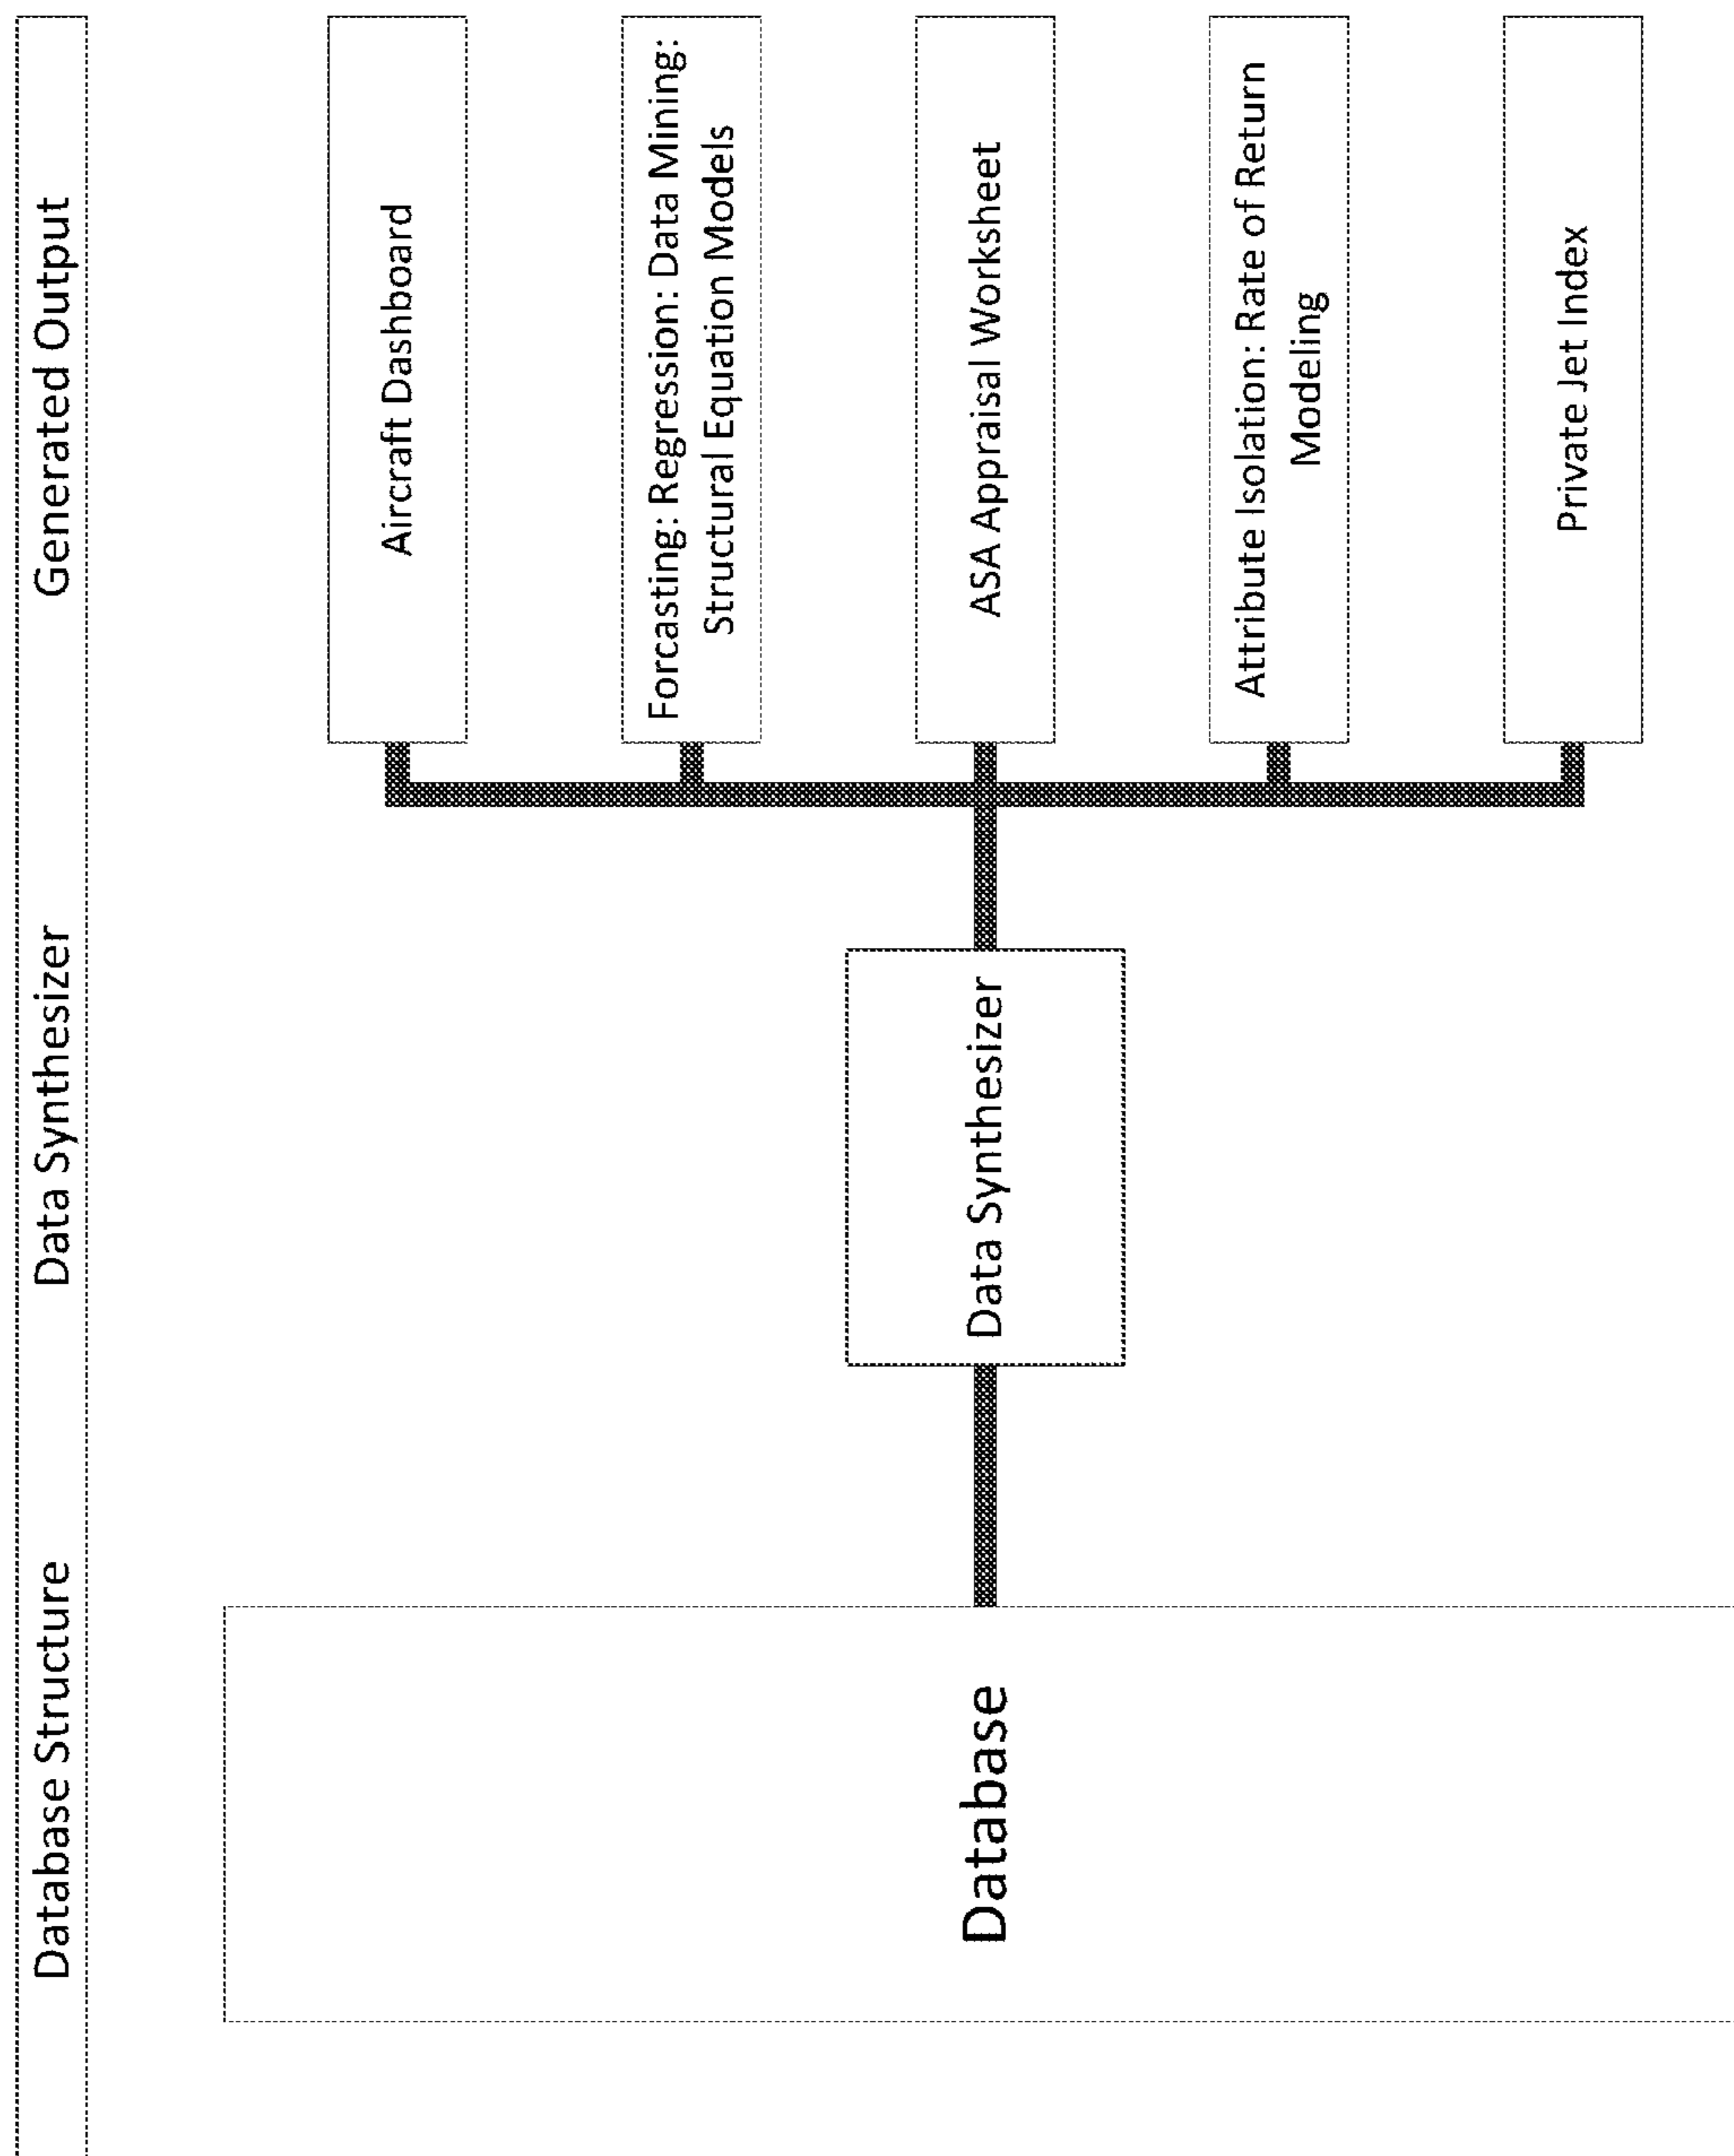 Database Structure
Data Synthesizer
Generated Output
Database
Data Synthesizer
Aircraft Dashboard
Forcasting: Regression: Data Mining:
Structural Equation Models
ASA Appraisal Worksheet
Attribute Isolation: Rate of Return
Modeling
Private Jet Index